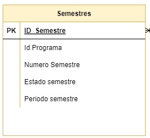 Semestres
PK ID_Semestre
Id Programa
Numero Semestre
Estado semestre
Periodo semestre